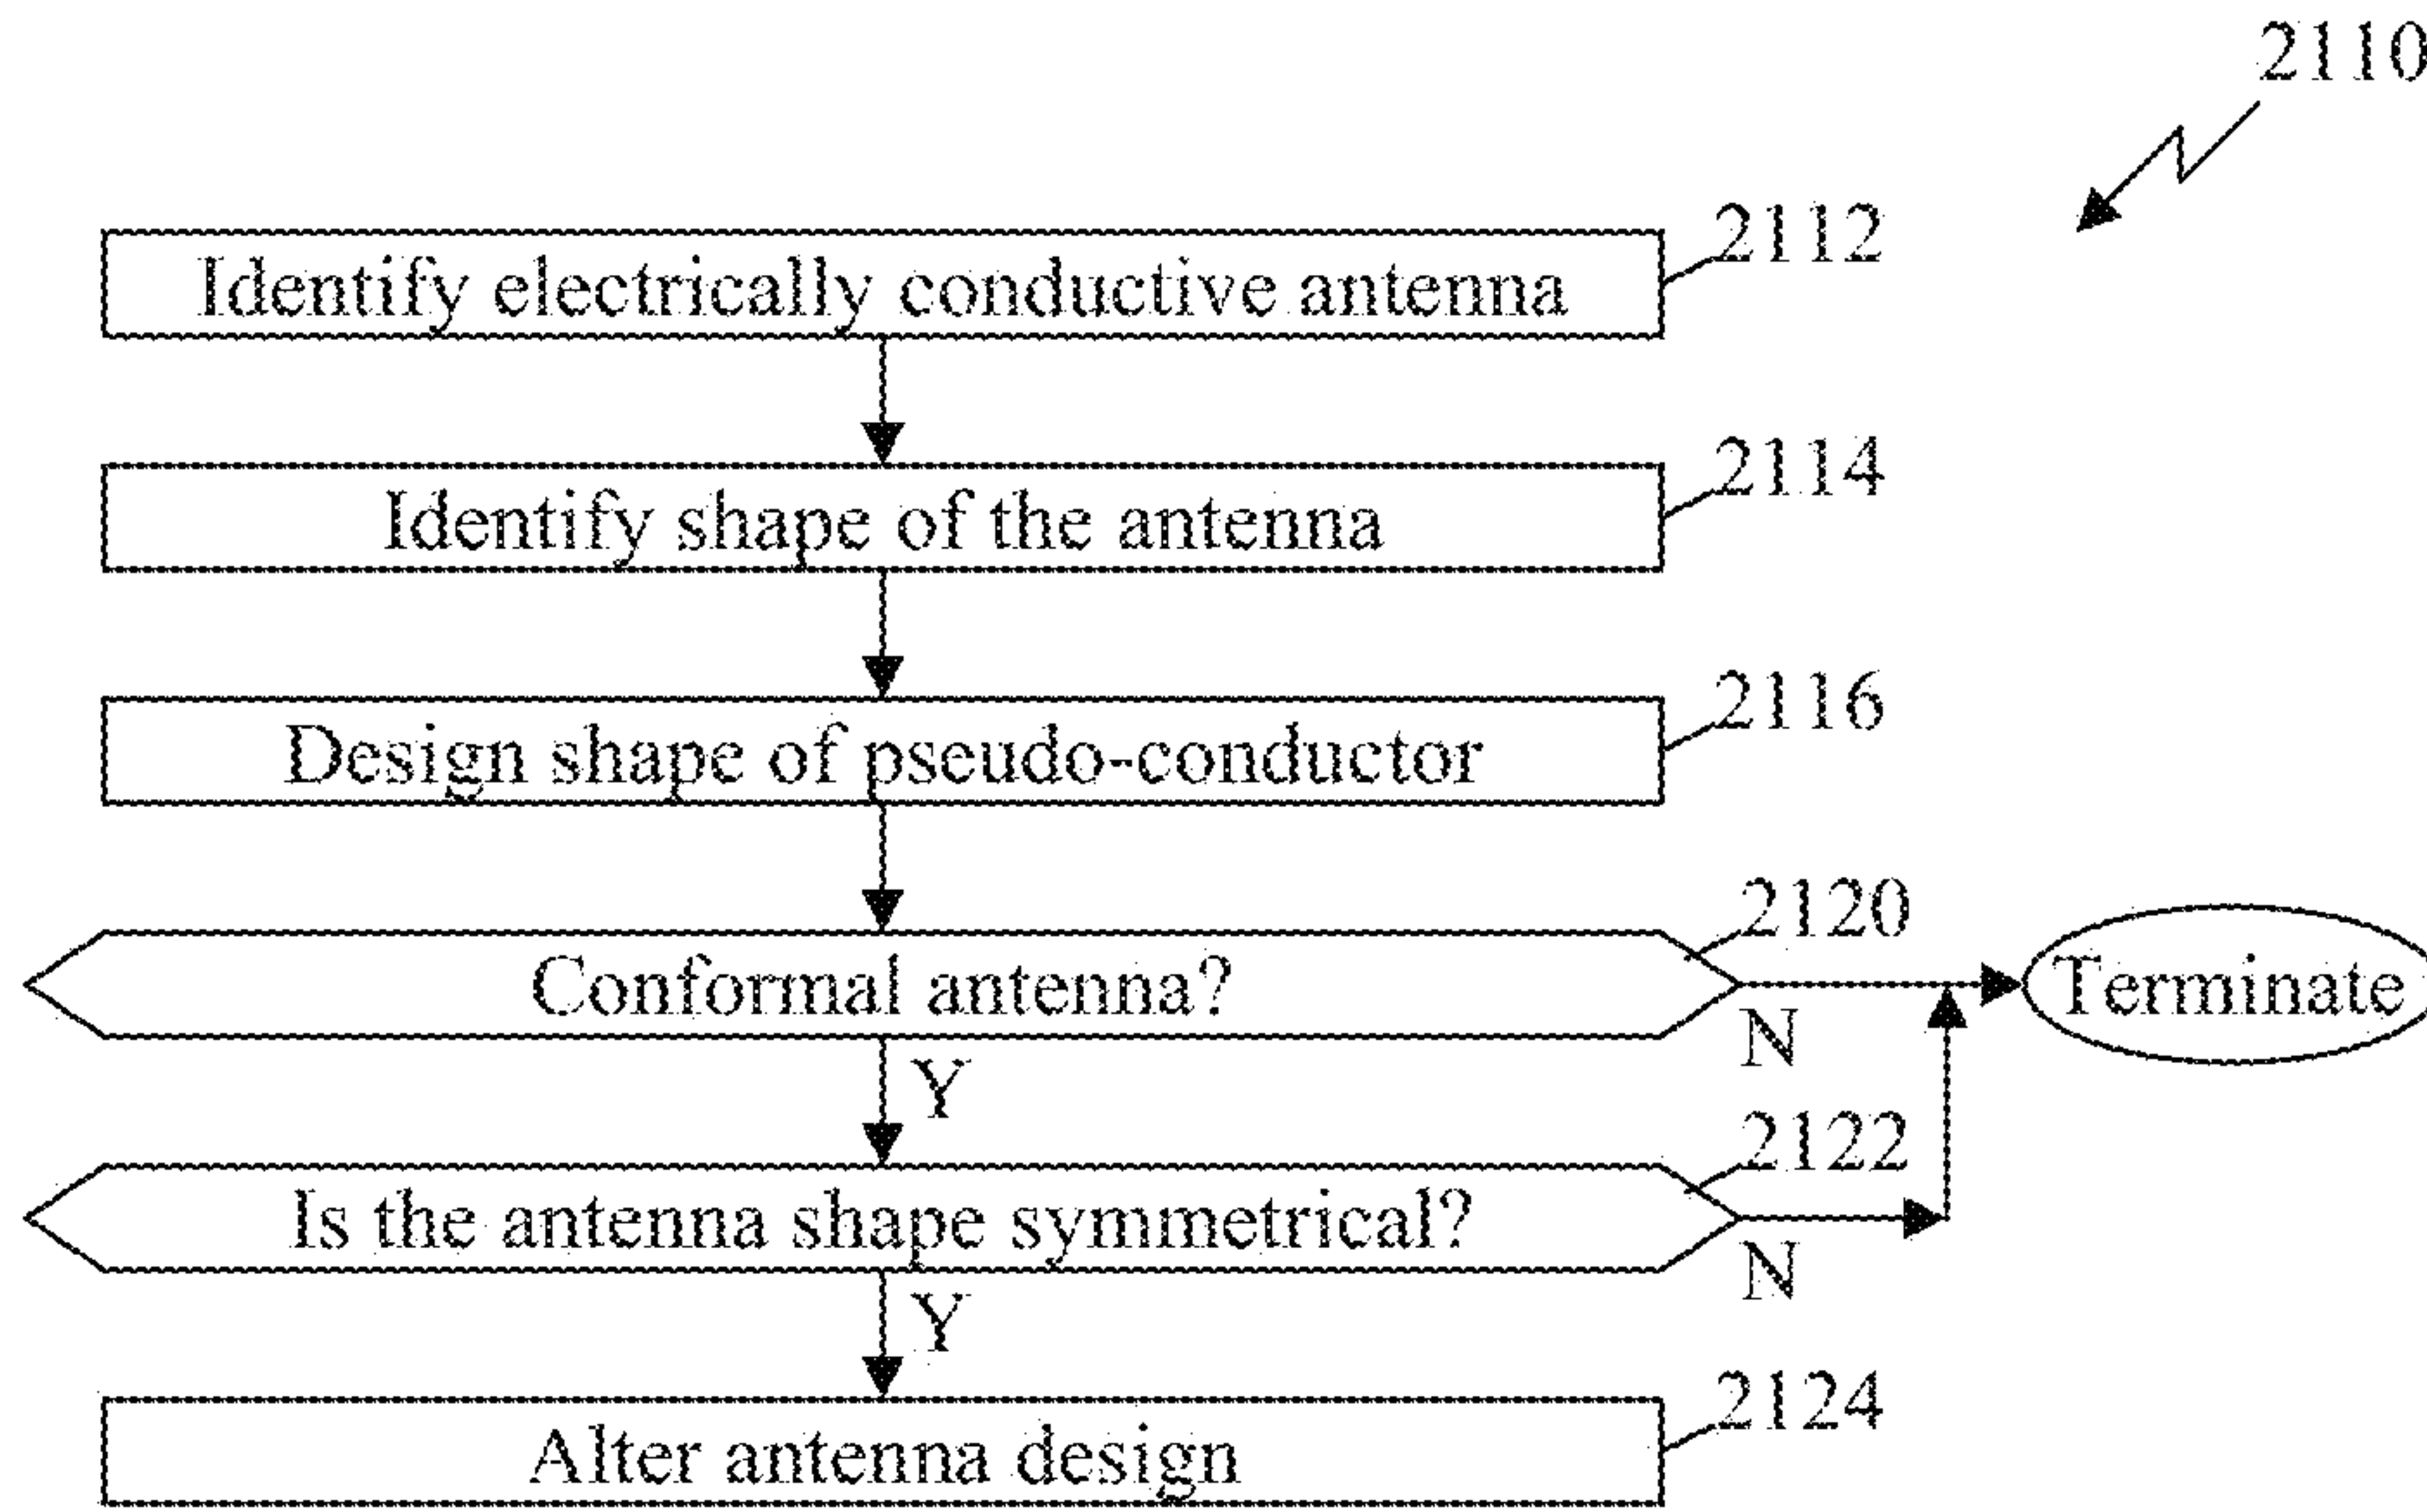 2110
Identify electrically conductive antenna
2112
Identify shape of the antenna
2114
Design shape of pseudo-conductor
2116
Conformal antenna?
2120
Terminate
N
Y
Is the antenna shape symmetrical?
2122
N
Y
Alter antenna design
2124